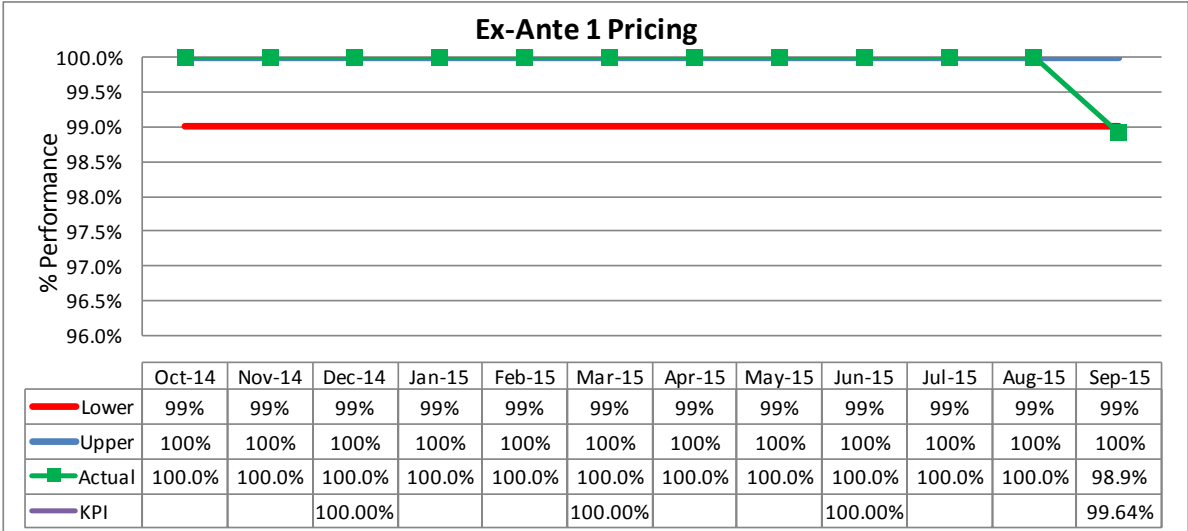 Ex-Ante 1 Pricing
% Performance
100.0%
99.5%
99.0%
98.5%
98.0%
97.5%
97.0%
96.5%
96.0%
Oct-14 Nov-14 Dec-14 Jan-15 Feb-15 Mar-15 Apr-15 May-15 Jun-15 Jul-15 Aug-15 Sep-15
Lower 99% 99% 99% 99% 99% 99% 99% 99% 99% 99% 99% 99%
Upper 100% 100% 100% 100% 100% 100% 100% 100% 100% 100% 100% 100%
Actual 100.0% 100.0% 100.0% 100.0% 100.0% 100.0% 100.0% 100.0% 100.0% 100.0% 100.0% 98.9%
KPI 100.00% 100.00% 100.00% 99.64%